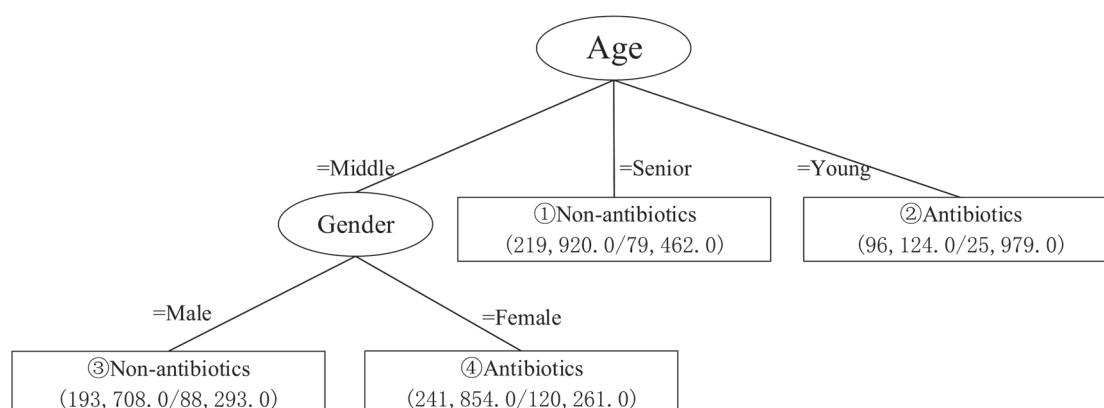 Age
=Middle
=Senior
=Young
Gender
①Non-antibiotics
(219, 920. 0/79, 462. 0)
②Antibiotics
(96, 124. 0/25, 979. 0)
=Male
=Female
③Non-antibiotics
(193, 708. 0/88, 293. 0)
④Antibiotics
(241, 854. 0/120, 261. 0)